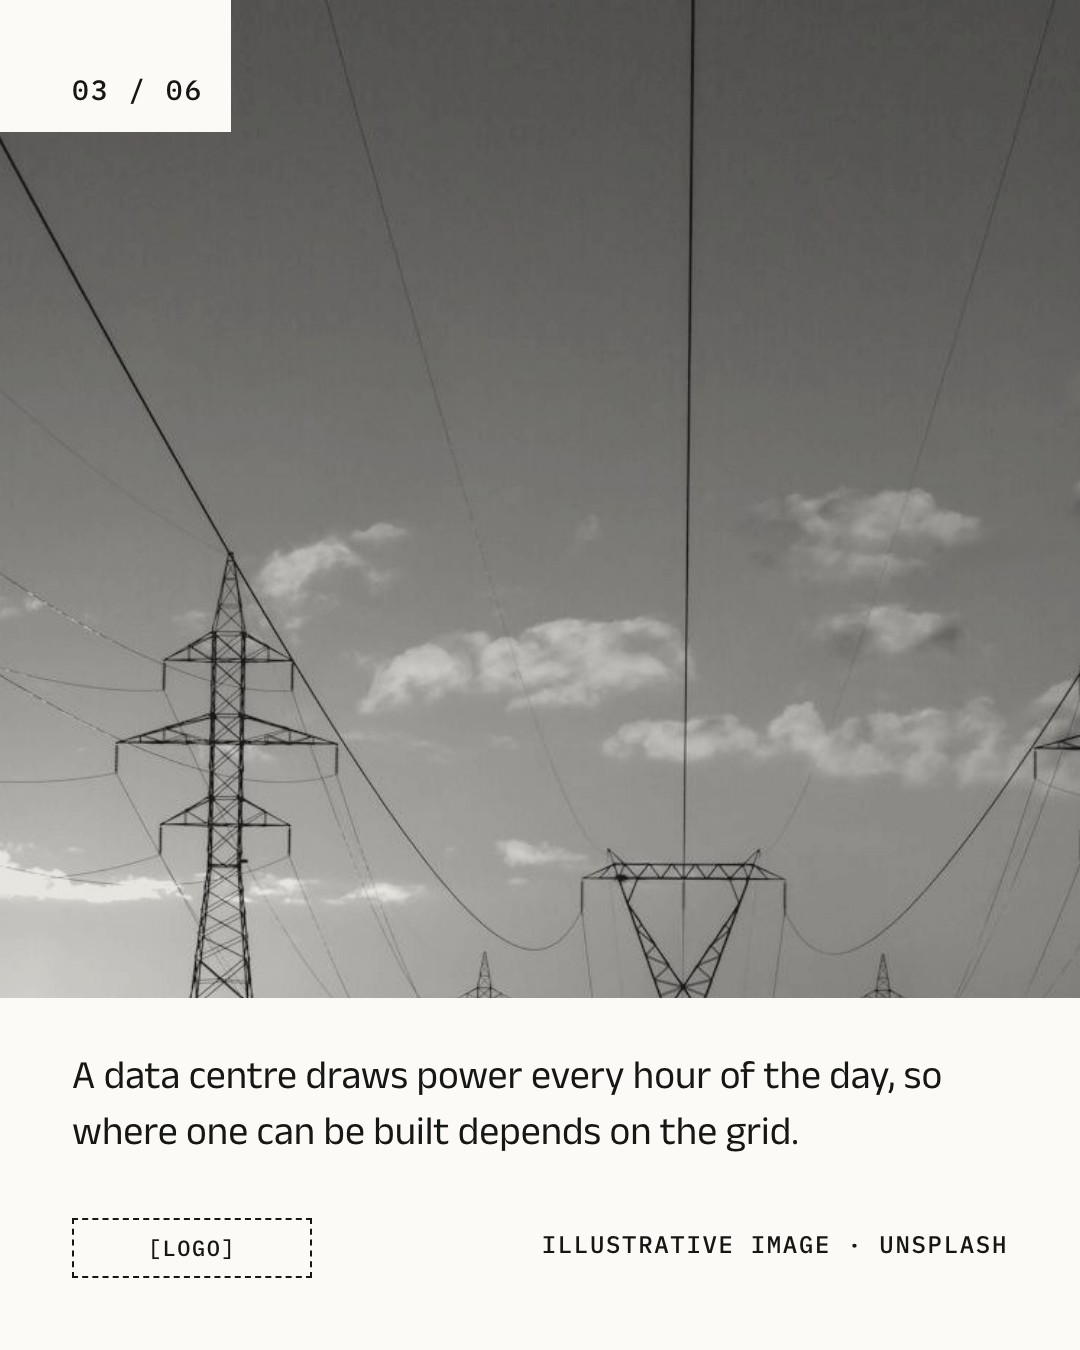 03 / 06
A data centre draws power every hour of the day, so
where one can be built depends on the grid.
[LOGO]
ILLUSTRATIVE IMAGE · UNSPLASH